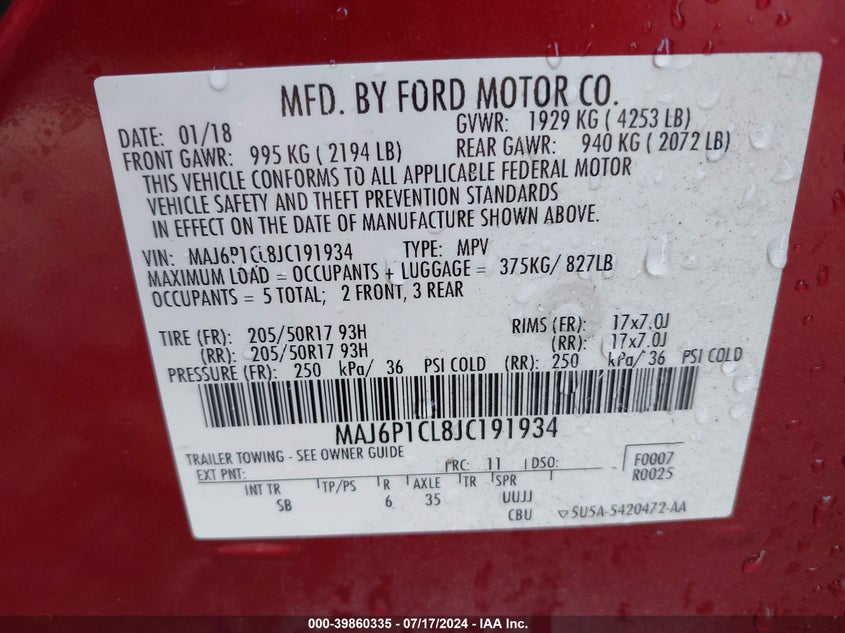 MFD. BY FORD MOTOR CO.
DATE: 01/18 GVWR: 1929 KG ( 4253 LB)
FRONT GAWR: 995 KG ( 2194 LB) REAR GAWR: 940 KG ( 2072 LB)
THIS VEHICLE CONFORMS TO ALL APPLICABLE FEDERAL MOTOR
VEHICLE SAFETY AND THEFT PREVENTION STANDARDS
IN EFFECT ON THE DATE OF MANUFACTURE SHOWN ABOVE.
VIN: MAJ6P1CL8JC191934 TYPE: MPV
MAXIMUM LOAD = OCCUPANTS + LUGGAGE = 375KG/ 827LB
OCCUPANTS = 5 TOTAL; 2 FRONT, 3 REAR
TIRE (FR): 205/50R17 93H RIMS (FR): 17x7.0J
(RR): 205/50R17 93H (RR): 17x7.0J
PRESSURE (FR): 250 kPa/ 36 PSI COLD (RR): 250 kPa/ 36 PSI COLD
MAJ6P1CL8JC191934
TRAILER TOWING - SEE OWNER GUIDE
EXT PNT: RC: 11 DSO: F0007
R0025
INT TR TP/PS R AXLE TR SPR
SB 6 35 UUJJ
CBU 5U5A-5420472-AA
000-39860335 - 07/17/2024 - IAA Inc.